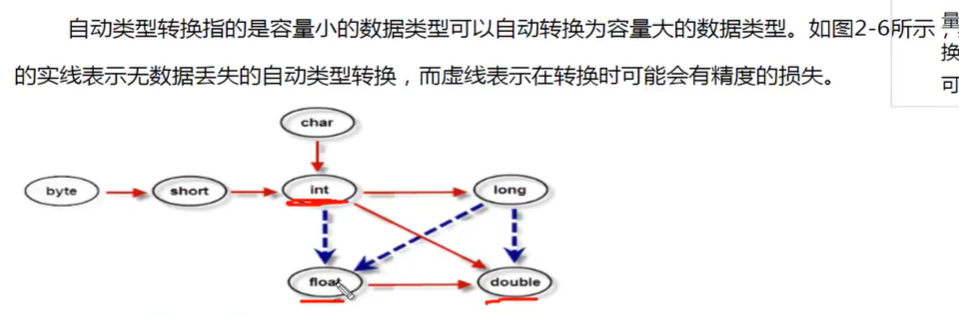 自动类型转换指的是容量小的数据类型可以自动转换为容量大的数据类型。如图2-6所示，
的实线表示无数据丢失的自动类型转换，而虚线表示在转换时可能会有精度的损失。
量
换
可
char
byte short int long
float double